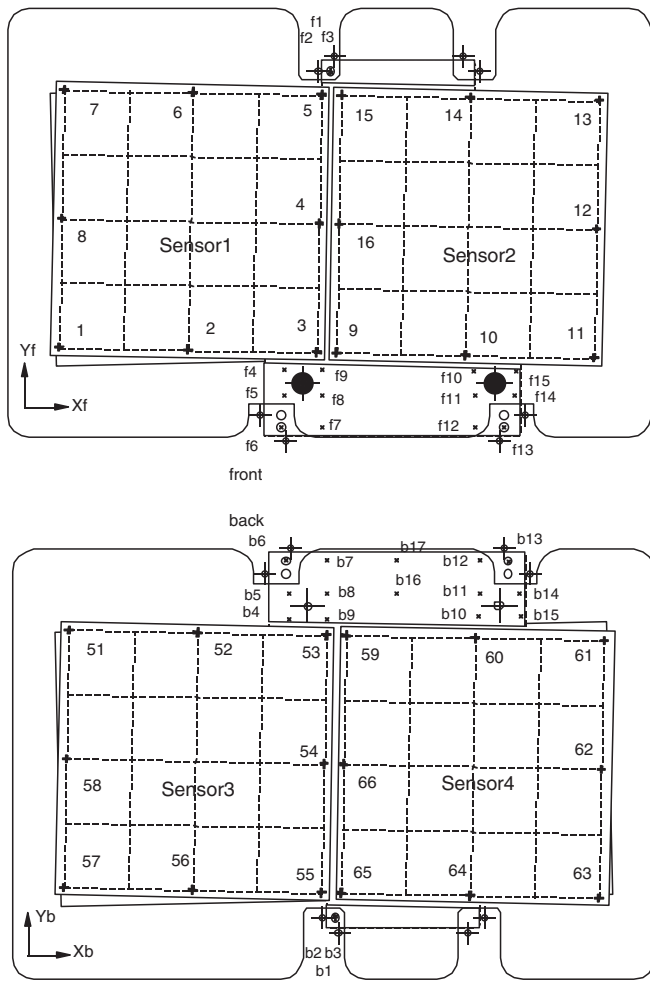 f1
f2 f3
7 6 5 15 14 13
4 12
8 16
Sensor1 Sensor2
1 2 3 9 10 11
f4 f9 f10 f15
f5 f8 f11 f14
f6 f7 f12 f13
Yf
Xf
front
back
b6 b7 b17 b12 b13
b5 b8 b16 b11 b14
b4 b9 b10 b15
51 52 53 59 60 61
54 62
58 66
Sensor3 Sensor4
57 56 55 65 64 63
Yb
Xb
b2 b3
b1